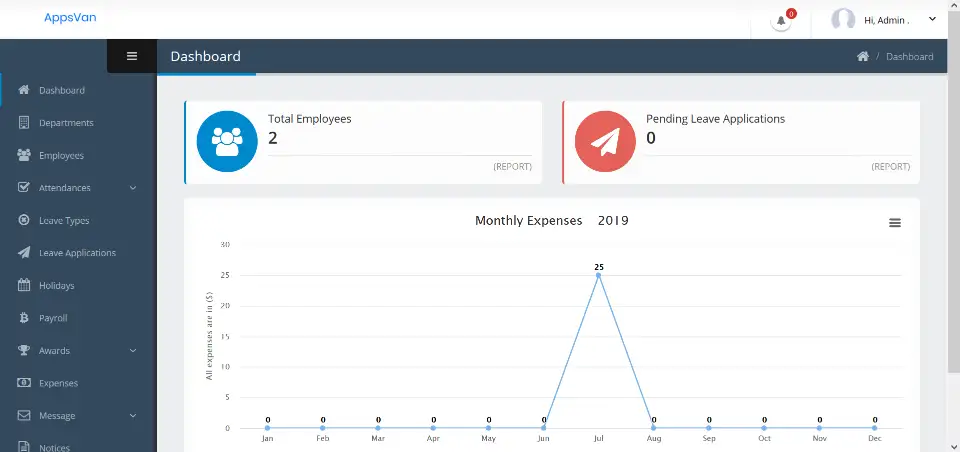 AppsVan
0
Hi, Admin .
Dashboard
/ Dashboard
Dashboard
Departments
Employees
Attendances
Leave Types
Leave Applications
Holidays
Payroll
Awards
Expenses
Message
Notices
Total Employees
2
(REPORT)
Pending Leave Applications
0
(REPORT)
Monthly Expenses 2019
All expenses are in ($)
30
25
20
15
10
5
0
0 0 0 0 0 0 25 0 0 0 0 0
Jan Feb Mar Apr May Jun Jul Aug Sep Oct Nov Dec